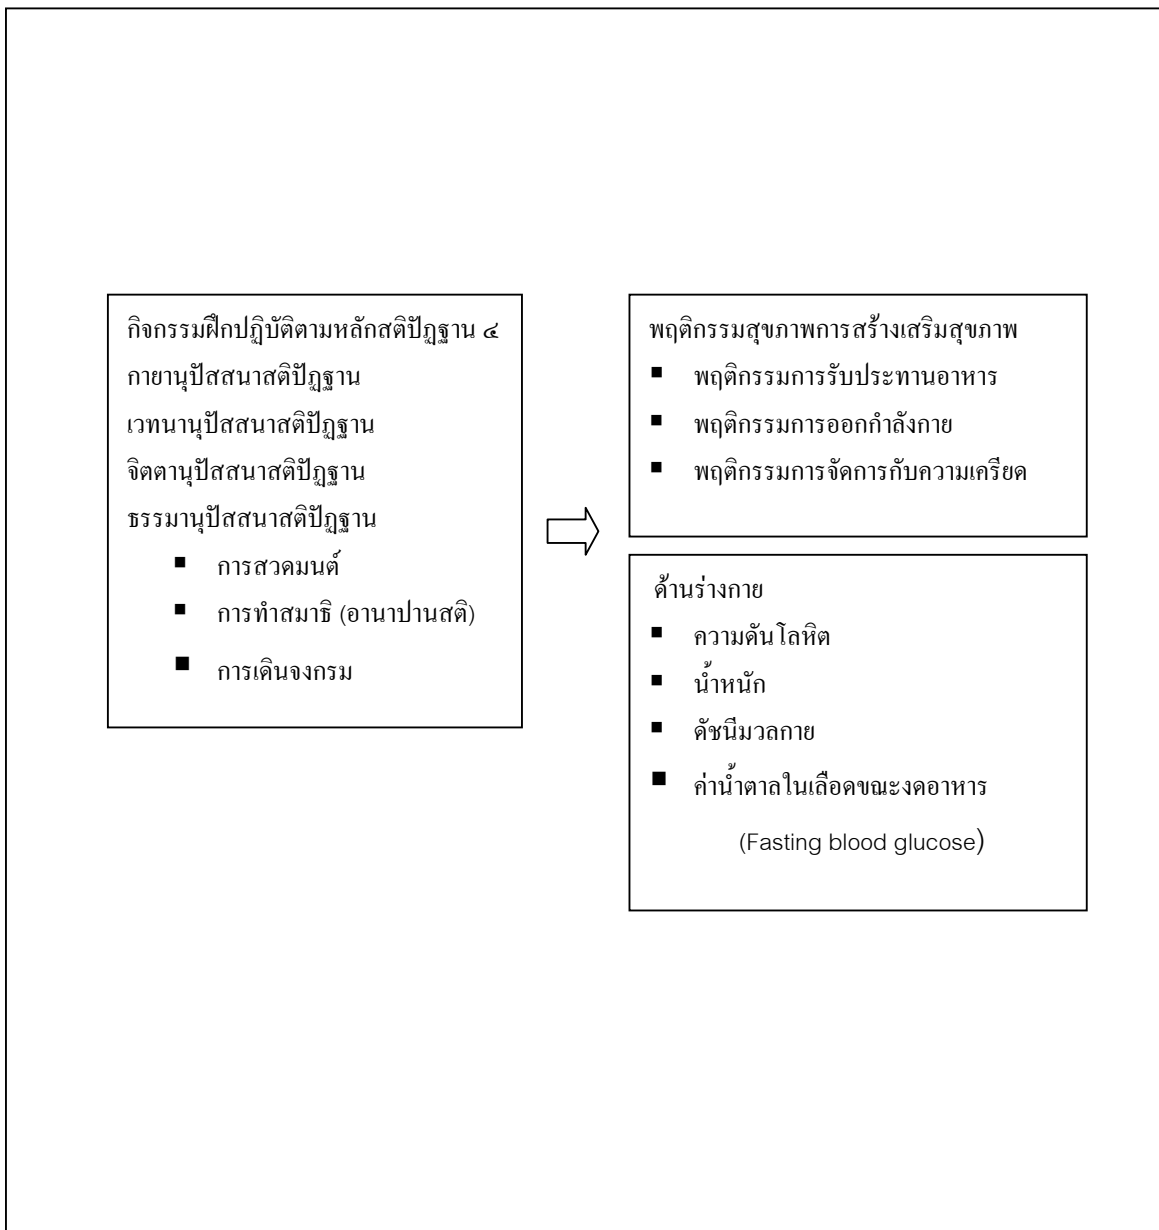 กิจกรรมฝึกปฏิบัติตามหลักสติปัฏฐาน ๔
กายานุปัสสนาสติปัฏฐาน
เวทนานุปัสสนาสติปัฏฐาน
จิตตานุปัสสนาสติปัฏฐาน
ธรรมานุปัสสนาสติปัฏฐาน
▪ การสวดมนต์
▪ การทำสมาธิ (อานาปานสติ)
▪ การเดินจงกรม
พฤติกรรมสุขภาพการสร้างเสริมสุขภาพ
▪ พฤติกรรมการรับประทานอาหาร
▪ พฤติกรรมการออกกำลังกาย
▪ พฤติกรรมการจัดการกับความเครียด
ด้านร่างกาย
▪ ความดันโลหิต
▪ น้ำหนัก
▪ ดัชนีมวลกาย
▪ ค่าน้ำตาลในเลือดขณะงดอาหาร
(Fasting blood glucose)